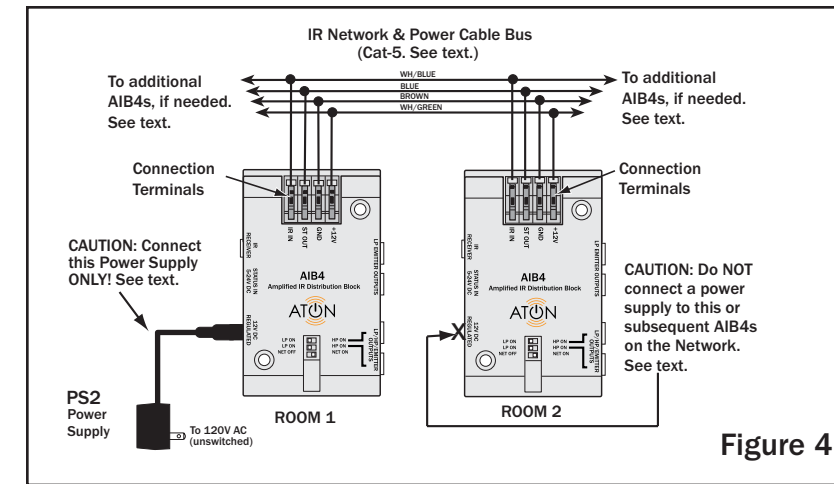 IR Network & Power Cable Bus
(Cat-5. See text.)
WH/BLUE
BLUE
BROWN
WH/GREEN
To additional
AIB4s, if needed.
See text.
To additional
AIB4s, if needed.
See text.
Connection
Terminals
Connection
Terminals
CAUTION: Connect
this Power Supply
ONLY! See text.
IR IN
ST OUT
GND
+12V
IR
RECEIVER
STATUS IN
5-24V DC
12V DC
REGULATED
LP EMITTER OUTPUTS
LP/HP EMITTER
OUTPUTS
AIB4
Amplified IR Distribution Block
ATON
LP ON
LP ON
NET OFF
HP ON
HP ON
NET ON
ROOM 1
PS2
Power
Supply
To 120V AC
(unswitched)
IR IN
ST OUT
GND
+12V
IR
RECEIVER
STATUS IN
5-24V DC
12V DC
REGULATED
LP EMITTER OUTPUTS
LP/HP EMITTER
OUTPUTS
AIB4
Amplified IR Distribution Block
ATON
LP ON
LP ON
NET OFF
HP ON
HP ON
NET ON
ROOM 2
X
CAUTION: Do NOT
connect a power
supply to this or
subsequent AIB4s
on the Network.
See text.
Figure 4